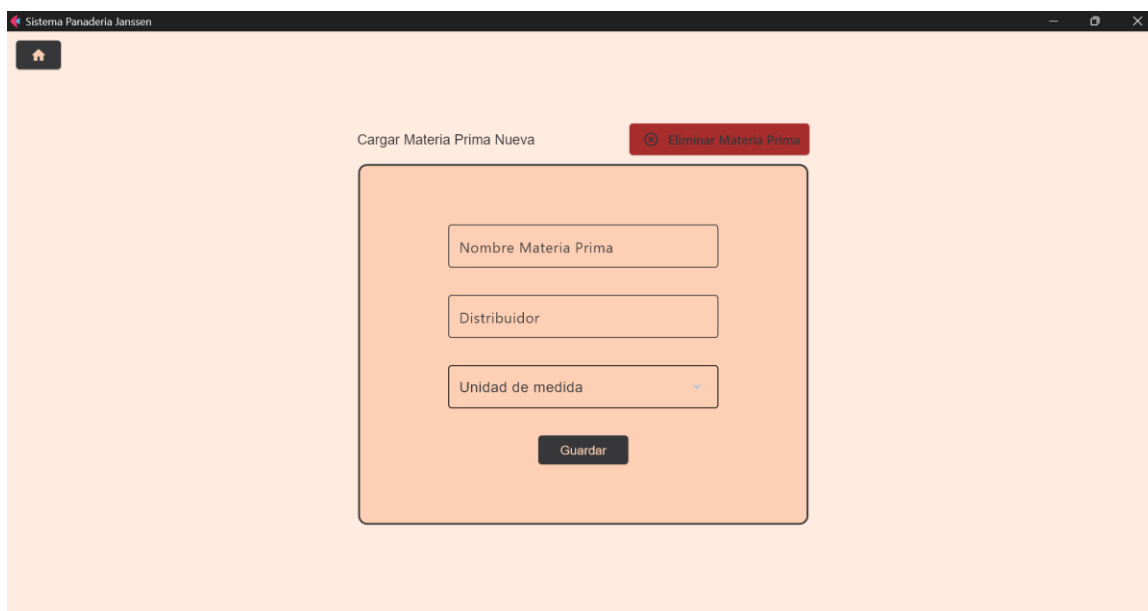 Sistema Panaderia Janssen
Cargar Materia Prima Nueva
Eliminar Materia Prima
Nombre Materia Prima
Distribuidor
Unidad de medida
Guardar